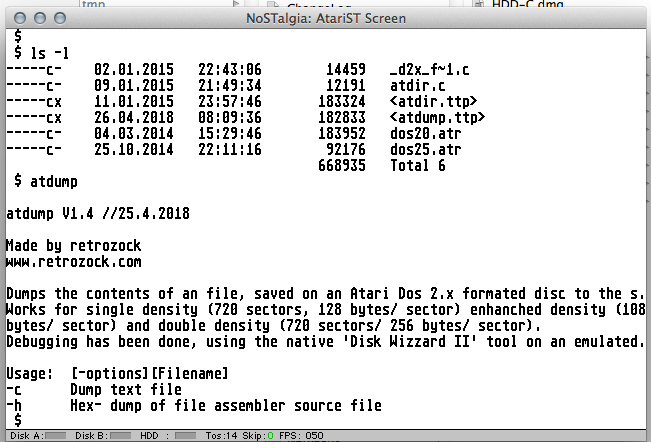 tmp
ChangeLog
HDD-C.dmg
NoSTalgia: AtariST Screen
$
$ ls -l
-----c- 02.01.2015 22:43:06 14459 _d2x_f~1.c
-----c- 09.01.2015 21:49:34 12191 atdir.c
-----cx 11.01.2015 23:57:46 183324 <atdir.ttp>
-----cx 26.04.2018 08:09:36 182833 <atdump.ttp>
-----c- 04.03.2014 15:29:46 183952 dos20.atr
-----c- 25.10.2014 22:11:16 92176 dos25.atr
668935 Total 6
$ atdump
atdump V1.4 //25.4.2018
Made by retrozock
www.retrozock.com
Dumps the contents of an file, saved on an Atari Dos 2.x formated disc to the s.
Works for single density (720 sectors, 128 bytes/ sector) enhanched density (108
bytes/ sector) and double density (720 sectors/ 256 bytes/ sector).
Debugging has been done, using the native 'Disk Wizzard II' tool on an emulated.
Usage: [-options][Filename]
-c Dump text file
-h Hex- dump of file assembler source file
$
Disk A: Disk B: HDD : Tos:14 Skip:0 FPS: 050